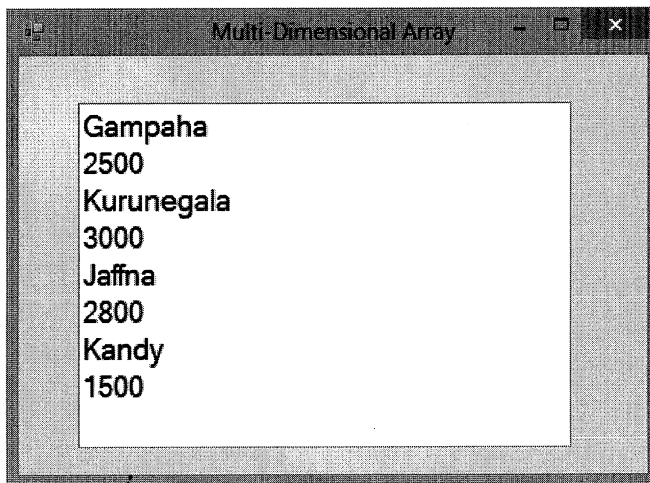 Multi-Dimensional Array
Gampaha
2500
Kurunegala
3000
Jaffna
2800
Kandy
1500